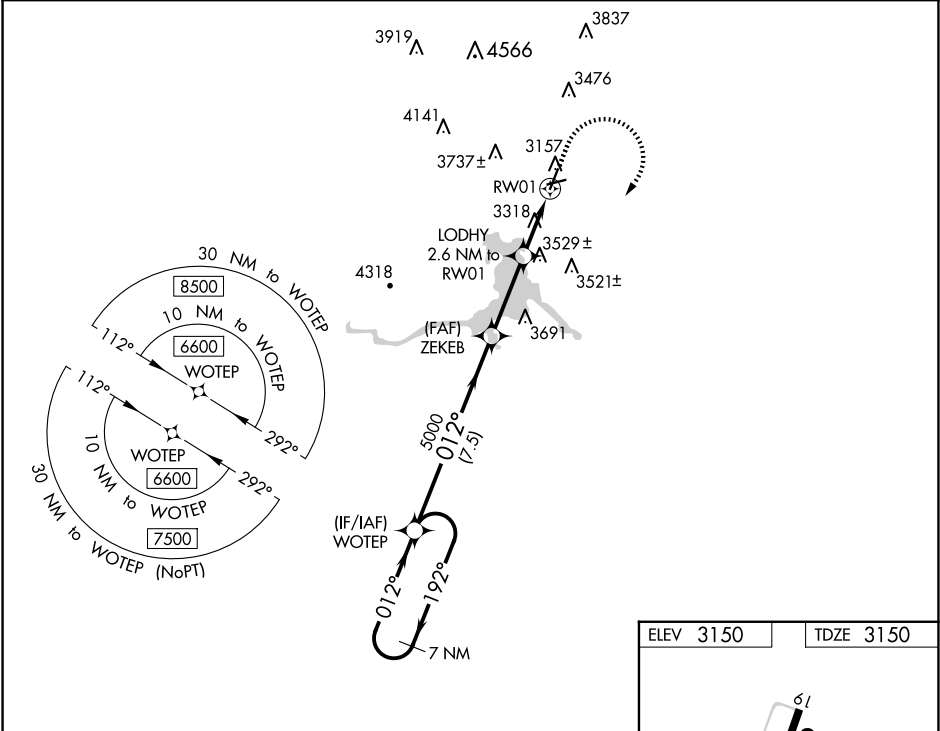 3919
4566
3837
3476
4141
3737±
3157
RW01
3318
LODHY
2.6 NM to
RW01
3529±
3521±
4318
(FAF)
ZEKEB
3691
30 NM to WOTEP
8500
10 NM to WOTEP
6600
WOTEP
112°
292°
112°
WOTEP
292°
6600
10 NM to WOTEP
7500
30 NM to WOTEP (NoPT)
5000
012°
(7.5)
(IF/IAF)
WOTEP
012°
192°
7 NM
ELEV 3150
TDZE 3150
19